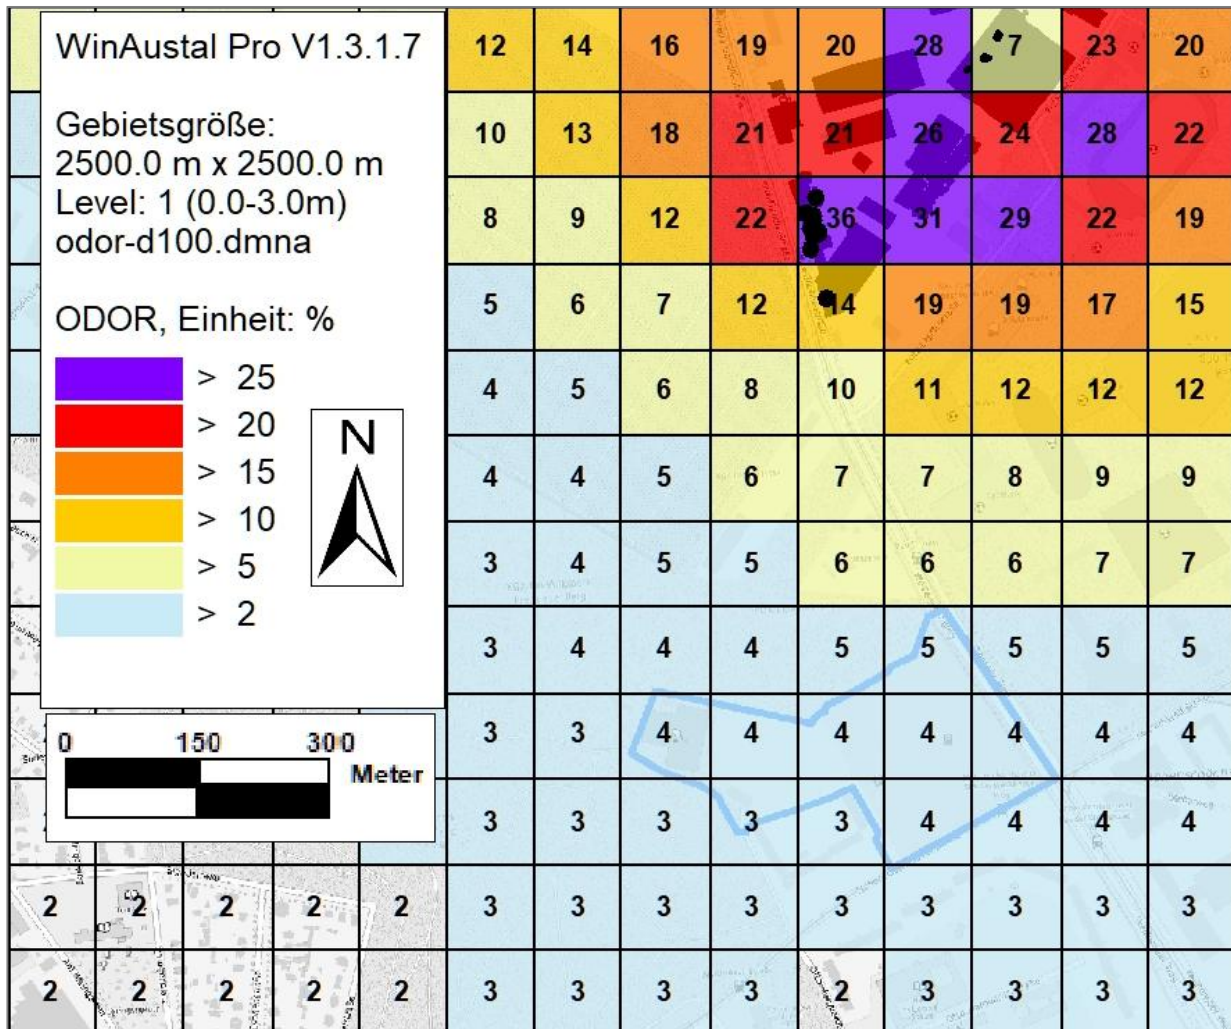 WinAustal Pro V1.3.1.7
Gebietsgröße:
2500.0 m x 2500.0 m
Level: 1 (0.0-3.0m)
odor-d100.dmna
ODOR, Einheit: %
> 25
> 20
> 15
> 10
> 5
> 2
N
0 150 300
Meter
12 14 16 19 20 28 7 23 20
10 13 18 21 21 26 24 28 22
8 9 12 22 36 31 29 22 19
5 6 7 12 14 19 19 17 15
4 5 6 8 10 11 12 12 12
4 4 5 6 7 7 8 9 9
3 4 5 5 6 6 6 7 7
3 4 4 4 5 5 5 5 5
3 3 4 4 4 4 4 4 4
3 3 3 3 3 4 4 4 4
2 2 2 2 2 3 3 3 3 3 3 3 3 3
2 2 2 2 2 3 3 3 3 2 3 3 3 3